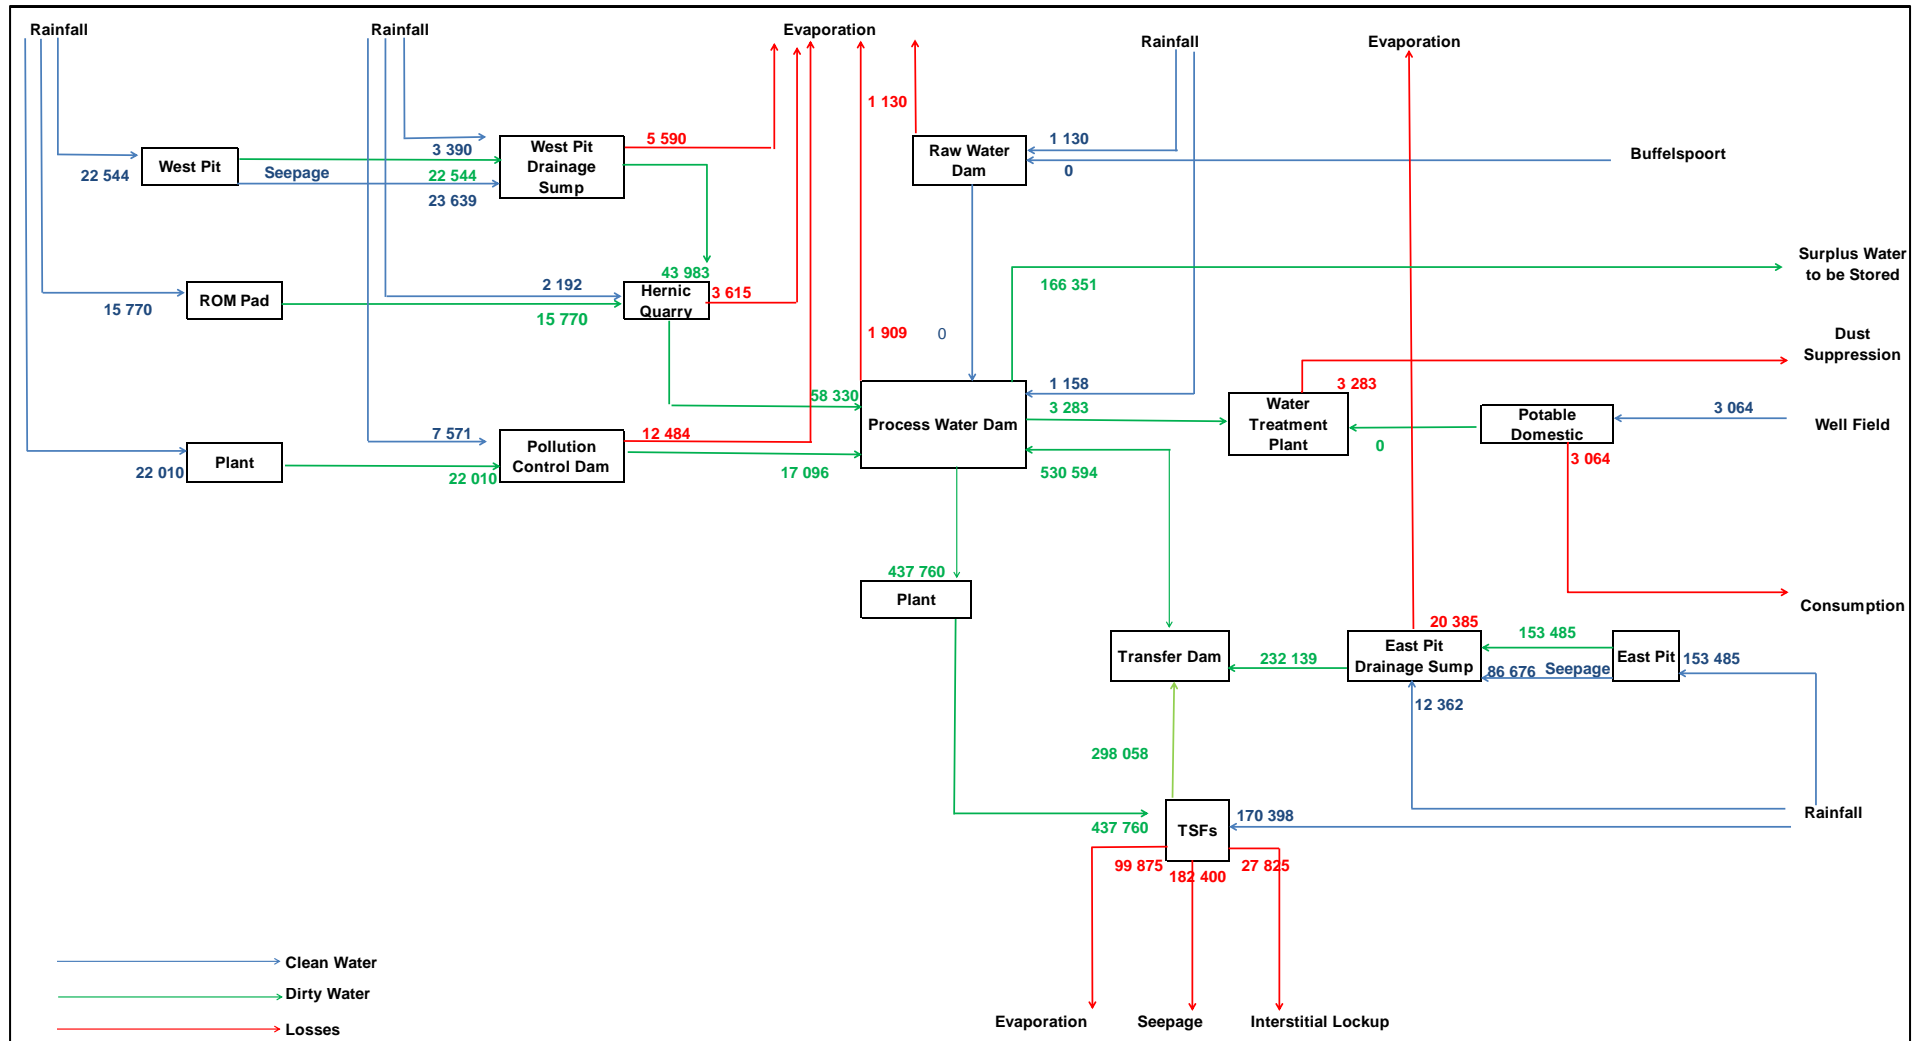 Rainfall
Rainfall
Evaporation
Rainfall
Evaporation
1 130
West Pit
22 544
Seepage
3 390
22 544
23 639
West Pit
Drainage
Sump
5 590
Raw Water
Dam
1 130
0
Buffelspoort
ROM Pad
15 770
2 192
15 770
43 983
Hernic
Quarry
3 615
166 351
Surplus Water
to be Stored
1 909
0
Dust
Suppression
58 330
1 158
3 283
3 283
Process Water Dam
Water
Treatment
Plant
0
Potable
Domestic
3 064
Well Field
3 064
Plant
22 010
7 571
22 010
Pollution
Control Dam
12 484
17 096
530 594
437 760
Plant
Consumption
Transfer Dam
232 139
20 385
East Pit
Drainage Sump
153 485
86 676
Seepage
12 362
East Pit
153 485
298 058
437 760
TSFs
170 398
Rainfall
99 875
182 400
27 825
Clean Water
Dirty Water
Losses
Evaporation
Seepage
Interstitial Lockup